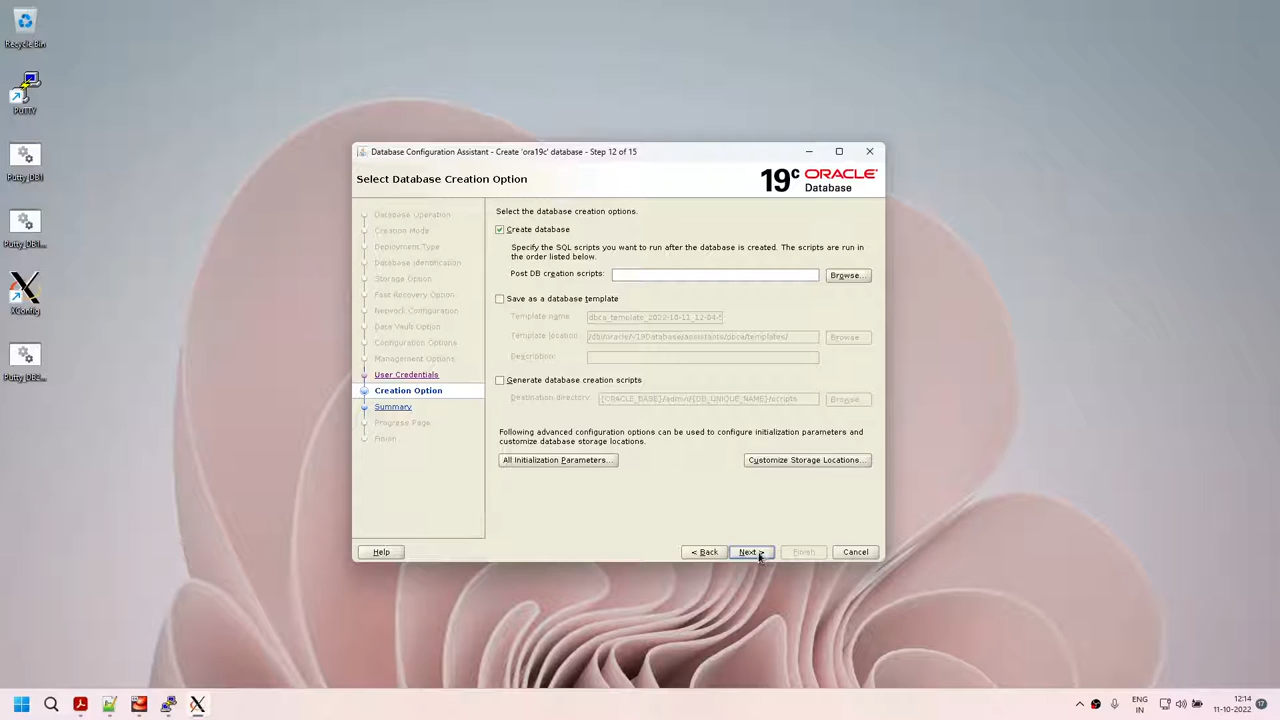 Recycle Bin
PuTTY
Putty_DB1
Putty_DB1...
XConfig
Putty_DB2...
Database Configuration Assistant - Create 'ora19c' database - Step 12 of 15
Select Database Creation Option
19c ORACLE
Database
Database Operation
Creation Mode
Deployment Type
Database Identification
Storage Option
Fast Recovery Option
Network Configuration
Data Vault Option
Configuration Options
Management Options
User Credentials
Creation Option
Summary
Progress Page
Finish
Select the database creation options.
Create database
Specify the SQL scripts you want to run after the database is created. The scripts are run in
the order listed below.
Post DB creation scripts:
Browse...
Save as a database template
Template name
Template location
Browse
Description:
Generate database creation scripts
Destination directory: {ORACLE_BASE}/admin/{DB_UNIQUE_NAME}/scripts
Browse
Following advanced configuration options can be used to configure initialization parameters and
customize database storage locations.
All Initialization Parameters...
Customize Storage Locations...
Help
< Back
Next >
Finish
Cancel
ENG
IN
12:14
11-10-2022
17